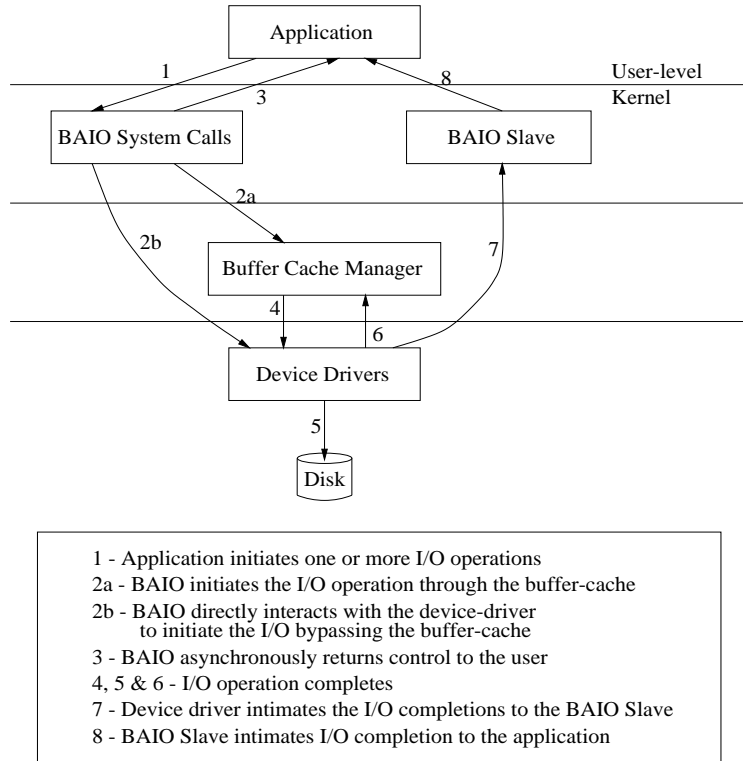 Application
1
3
8
User-level
Kernel
BAIO System Calls
BAIO Slave
2a
2b
7
Buffer Cache Manager
4
6
Device Drivers
5
Disk
1 - Application initiates one or more I/O operations
2a - BAIO initiates the I/O operation through the buffer-cache
2b - BAIO directly interacts with the device-driver
to initiate the I/O bypassing the buffer-cache
3 - BAIO asynchronously returns control to the user
4, 5 & 6 - I/O operation completes
7 - Device driver intimates the I/O completions to the BAIO Slave
8 - BAIO Slave intimates I/O completion to the application